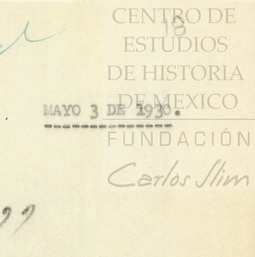 18
CENTRO DE
ESTUDIOS
DE HISTORIA
DE MEXICO
MAYO 3 DE 1930.
FUNDACIÓN
Carlos Slim